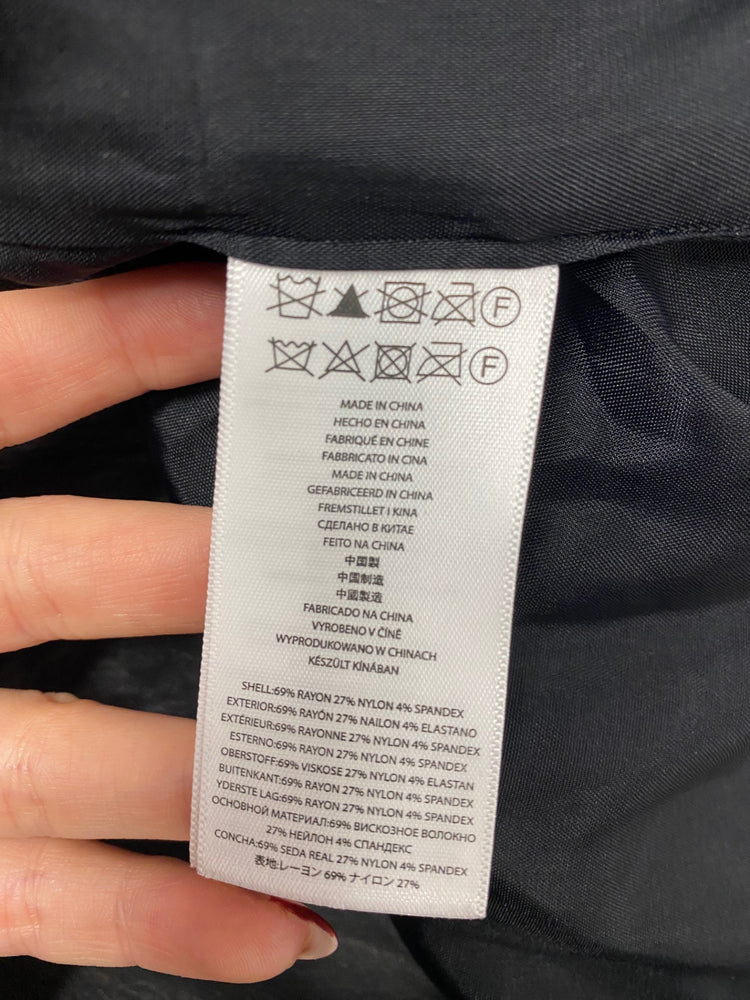 F
F
MADE IN CHINA
HECHO EN CHINA
FABRIQUÉ EN CHINE
FABBRICATO IN CINA
MADE IN CHINA
GEFABRICEERD IN CHINA
FREMSTILLET I KINA
СДЕЛАНО В КИТАЕ
FEITO NA CHINA
中国製
中国制造
中國製造
FABRICADO NA CHINA
VYROBENO V ČÍNĚ
WYPRODUKOWANO W CHINACH
KÉSZÜLT KÍNÁBAN
SHELL:69% RAYON 27% NYLON 4% SPANDEX
EXTERIOR:69% RAYÓN 27% NAILON 4% ELASTANO
EXTÉRIEUR:69% RAYONNE 27% NYLON 4% SPANDEX
ESTERNO:69% RAYON 27% NYLON 4% SPANDEX
OBERSTOFF:69% VISKOSE 27% NYLON 4% ELASTAN
BUITENKANT:69% RAYON 27% NYLON 4% SPANDEX
YDERSTE LAG:69% RAYON 27% NYLON 4% SPANDEX
ОСНОВНОЙ МАТЕРИАЛ:69% ВИСКОЗНОЕ ВОЛОКНО
27% НЕЙЛОН 4% СПАНДЕКС
CONCHA:69% SEDA REAL 27% NYLON 4% SPANDEX
表地:レーヨン 69% ナイロン 27%